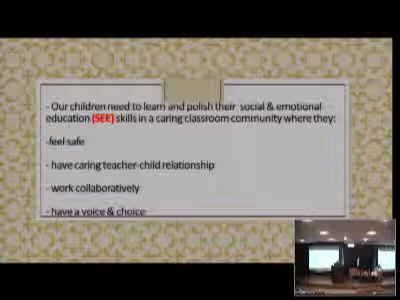 - Our children need to learn and polish their social & emotional
education (SEE) skills in a caring classroom community where they:
-feel safe
- have caring teacher-child relationship
- work collaboratively
- have a voice & choice